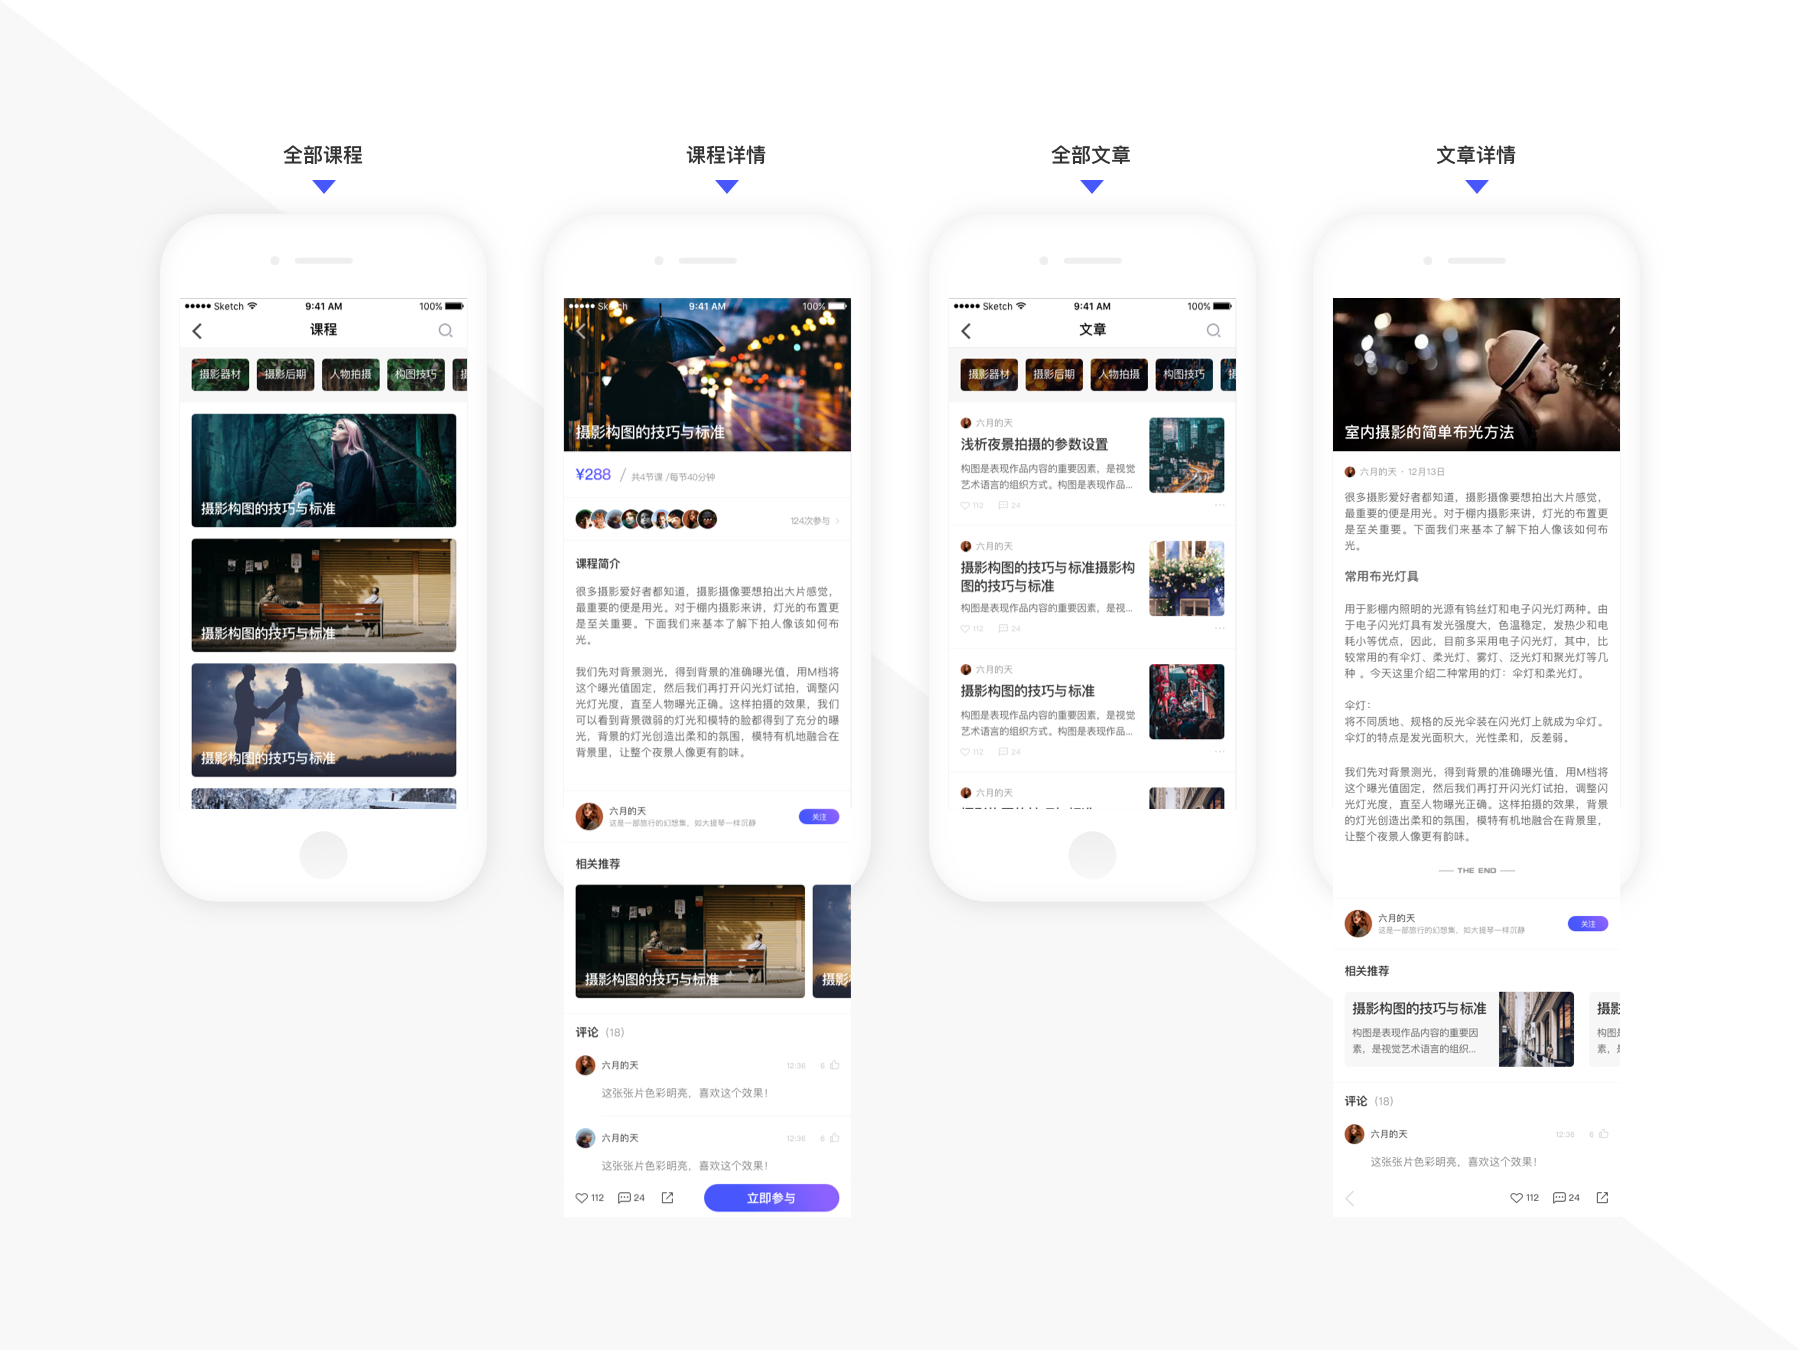 全部课程
课程详情
全部文章
文章详情
Sketch 9:41 AM 100%
课程
摄影器材 摄影后期 人物拍摄 构图技巧
摄影构图的技巧与标准
摄影构图的技巧与标准
摄影构图的技巧与标准
Sketch 9:41 AM 100%
摄影构图的技巧与标准
¥288 / 共4节课 /每节40分钟
124次参与
课程简介
很多摄影爱好者都知道，摄影摄像要想拍出大片感觉，
最重要的便是用光。对于棚内摄影来讲，灯光的布置更
是至关重要。下面我们来基本了解下拍人像该如何布
光。
我们先对背景测光，得到背景的准确曝光值，用M档将
这个曝光值固定，然后我们再打开闪光灯试拍，调整闪
光灯光度，直至人物曝光正确。这样拍摄的效果，我们
可以看到背景微弱的灯光和模特的脸都得到了充分的曝
光，背景的灯光创造出柔和的氛围，模特有机地融合在
背景里，让整个夜景人像更有韵味。
六月的天
这是一部旅行的幻想集，如大提琴一样沉静
关注
相关推荐
摄影构图的技巧与标准
摄影
评论 (18)
六月的天 12:36 6
这张张片色彩明亮，喜欢这个效果！
六月的天 12:36 6
这张张片色彩明亮，喜欢这个效果！
112 24 立即参与
Sketch 9:41 AM 100%
文章
摄影器材 摄影后期 人物拍摄 构图技巧
六月的天
浅析夜景拍摄的参数设置
构图是表现作品内容的重要因素，是视觉
艺术语言的组织方式。构图是表现作品...
112 24
六月的天
摄影构图的技巧与标准摄影构
图的技巧与标准
构图是表现作品内容的重要因素，是视...
112 24
六月的天
摄影构图的技巧与标准
构图是表现作品内容的重要因素，是视觉
艺术语言的组织方式。构图是表现作品...
112 24
六月的天
室内摄影的简单布光方法
六月的天 · 12月13日
很多摄影爱好者都知道，摄影摄像要想拍出大片感觉，
最重要的便是用光。对于棚内摄影来讲，灯光的布置更
是至关重要。下面我们来基本了解下拍人像该如何布
光。
常用布光灯具
用于影棚内照明的光源有钨丝灯和电子闪光灯两种。由
于电子闪光灯具有发光强度大，色温稳定，发热少和电
耗小等优点，因此，目前多采用电子闪光灯，其中，比
较常用的有伞灯、柔光灯、雾灯、泛光灯和聚光灯等几
种 。今天这里介绍二种常用的灯：伞灯和柔光灯。
伞灯：
将不同质地、规格的反光伞装在闪光灯上就成为伞灯。
伞灯的特点是发光面积大，光性柔和，反差弱。
我们先对背景测光，得到背景的准确曝光值，用M档将
这个曝光值固定，然后我们再打开闪光灯试拍，调整闪
光灯光度，直至人物曝光正确。这样拍摄的效果，背景
的灯光创造出柔和的氛围，模特有机地融合在背景里，
让整个夜景人像更有韵味。
THE END
六月的天
这是一部旅行的幻想集，如大提琴一样沉静
关注
相关推荐
摄影构图的技巧与标准
构图是表现作品内容的重要因
素，是视觉艺术语言的组织...
摄影
构图是
素，是
评论 (18)
六月的天 12:36 6
这张张片色彩明亮，喜欢这个效果！
112 24